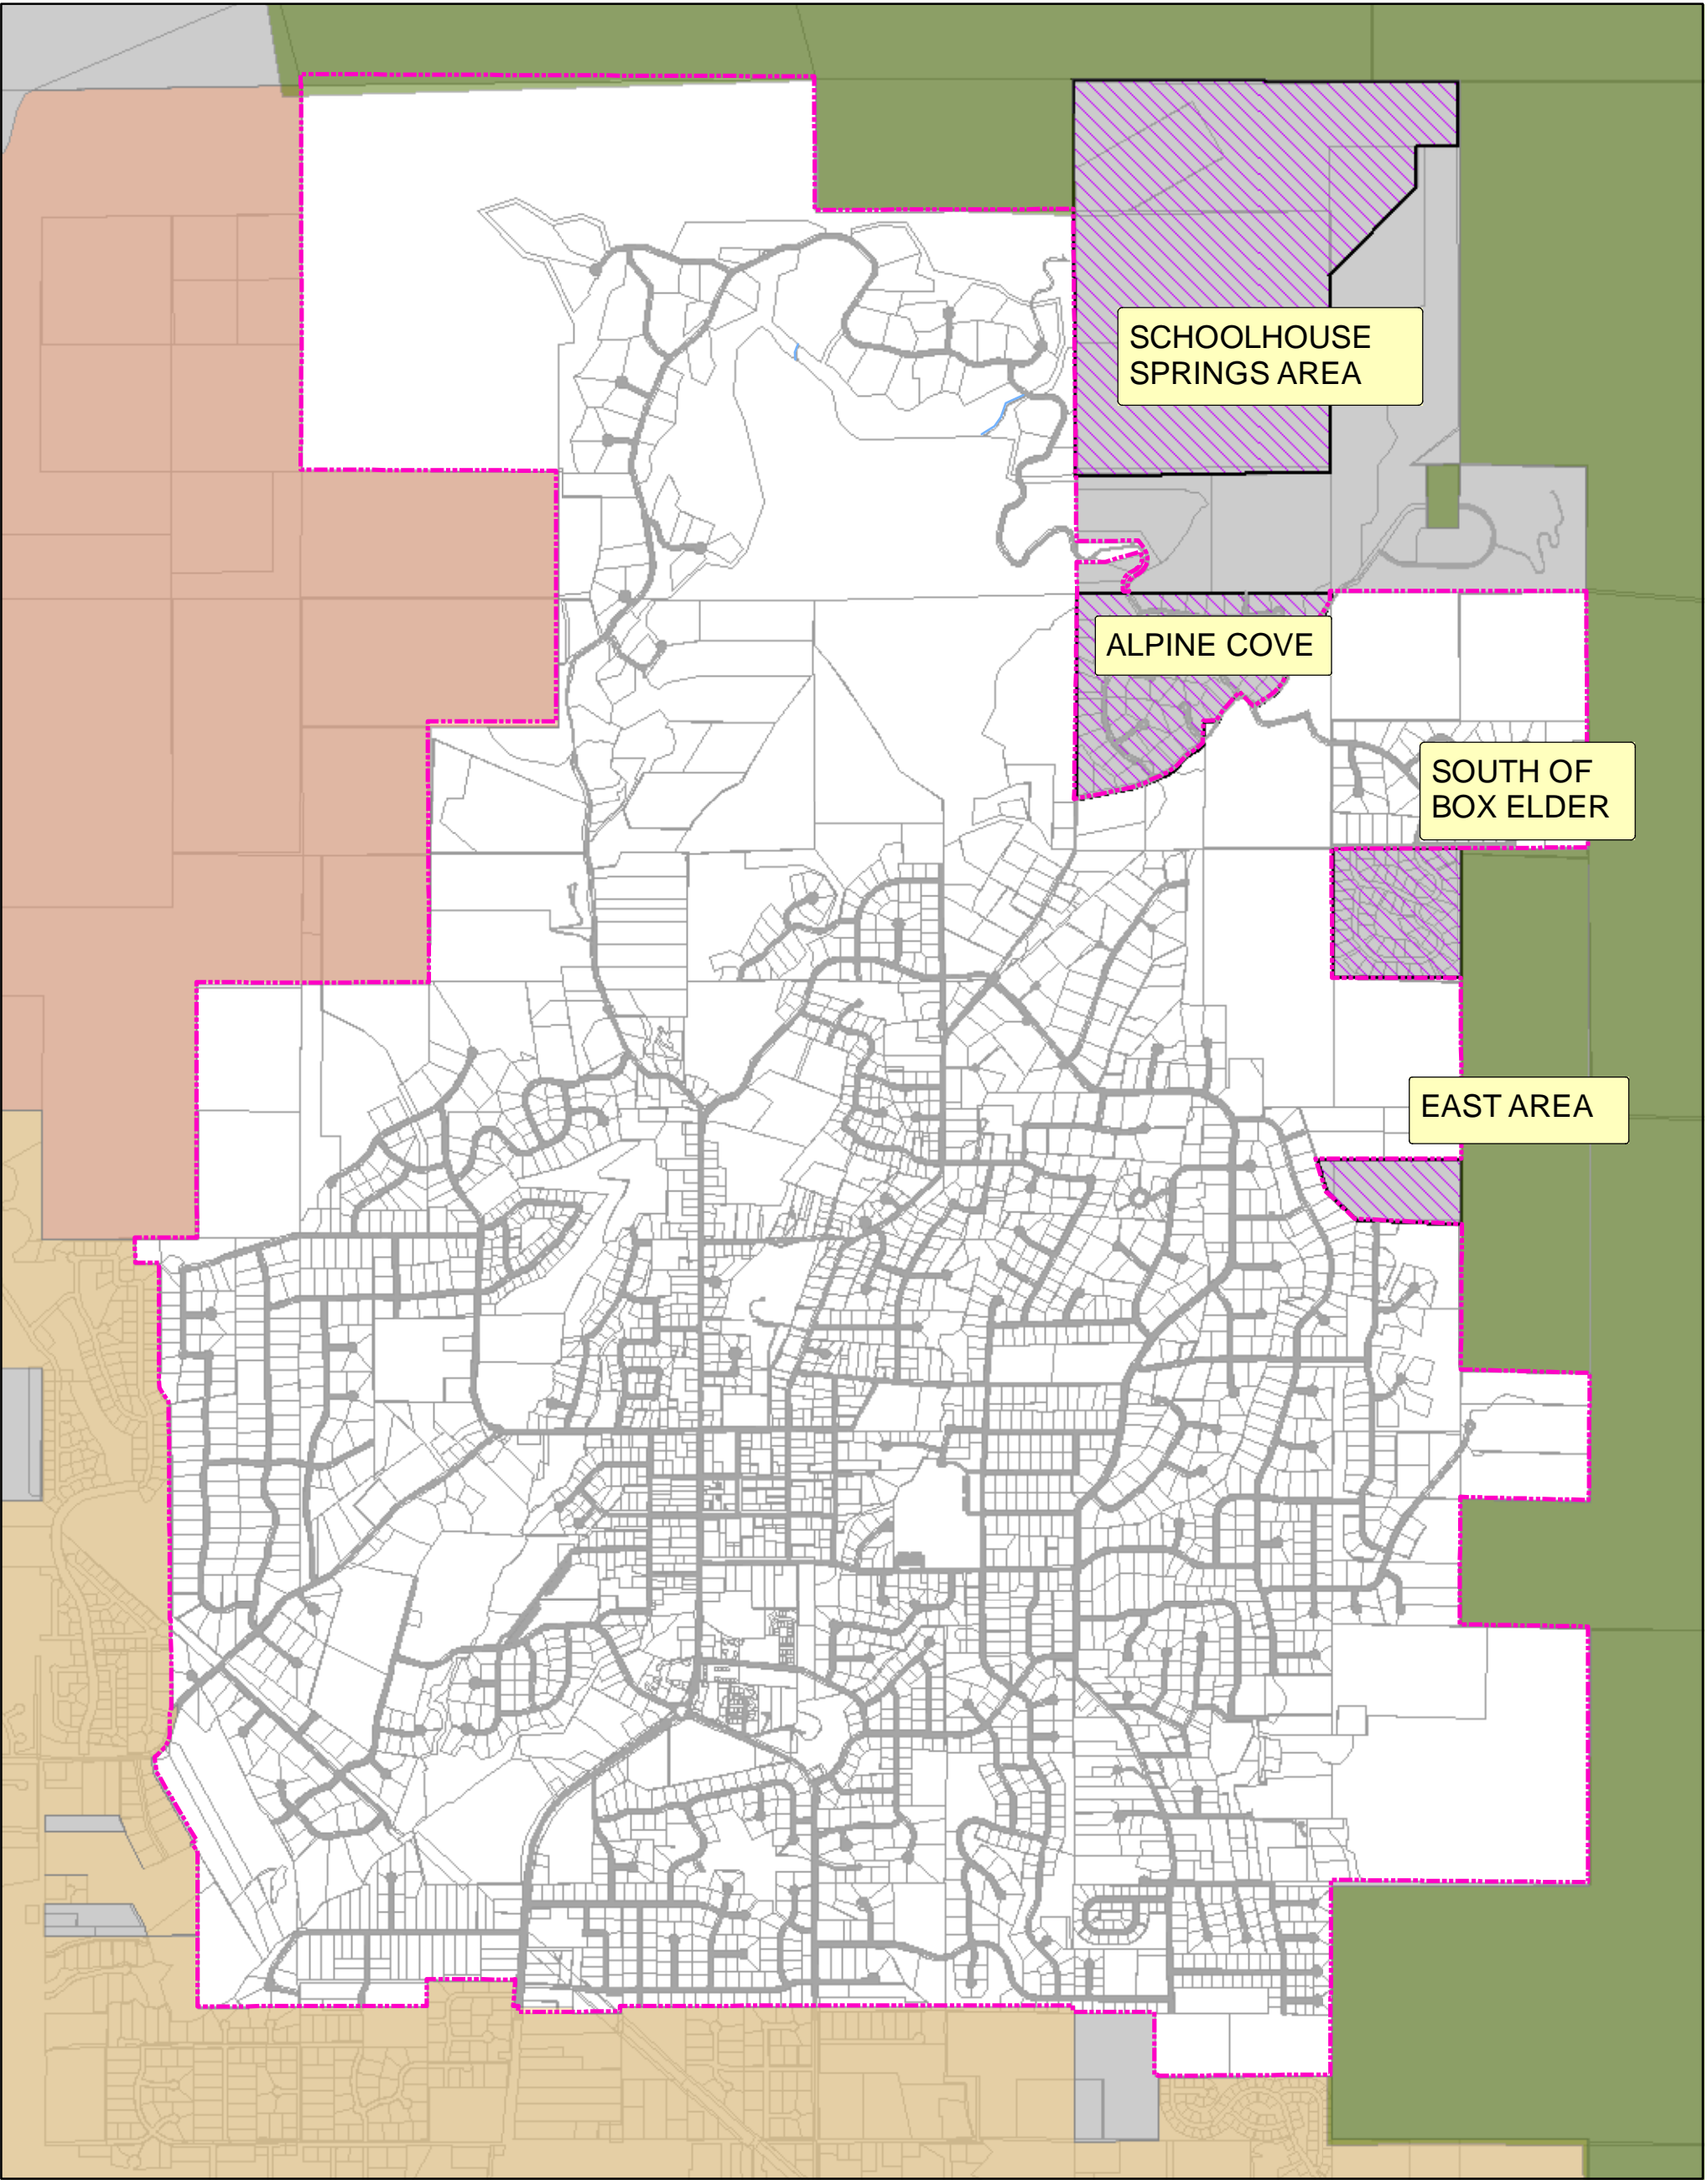 SCHOOLHOUSE
SPRINGS AREA
ALPINE COVE
SOUTH OF
BOX ELDER
EAST AREA